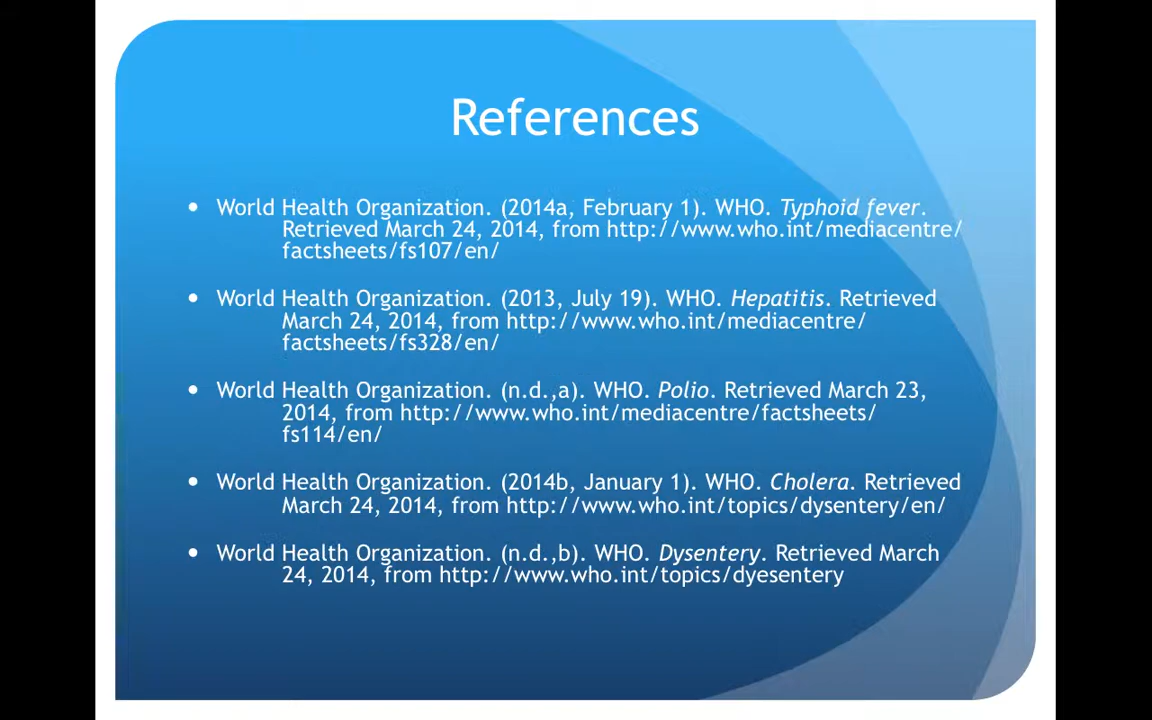 References
• World Health Organization. (2014a, February 1). WHO. Typhoid fever.
Retrieved March 24, 2014, from http://www.who.int/mediacentre/
factsheets/fs107/en/
• World Health Organization. (2013, July 19). WHO. Hepatitis. Retrieved
March 24, 2014, from http://www.who.int/mediacentre/
factsheets/fs328/en/
• World Health Organization. (n.d.,a). WHO. Polio. Retrieved March 23,
2014, from http://www.who.int/mediacentre/factsheets/
fs114/en/
• World Health Organization. (2014b, January 1). WHO. Cholera. Retrieved
March 24, 2014, from http://www.who.int/topics/dysentery/en/
• World Health Organization. (n.d.,b). WHO. Dysentery. Retrieved March
24, 2014, from http://www.who.int/topics/dyesentery